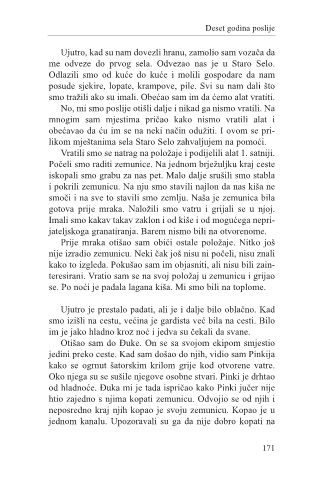 Deset godina poslije
Ujutro, kad su nam dovezli hranu, zamolio sam vozača da
me odveze do prvog sela. Odvezao nas je u Staro Selo.
Odlazili smo od kuće do kuće i molili gospodare da nam
posude sjekire, lopate, krampove, pile. Svi su nam dali što
smo tražili ako su imali. Obećao sam im da ćemo alat vratiti.
No, mi smo poslije otišli dalje i nikad ga nismo vratili. Na
mnogim sam mjestima pričao kako nismo vratili alat i
obećavao da ću im se na neki način odužiti. I ovom se pri-
likom mještanima sela Staro Selo zahvaljujem na pomoći.
Vratili smo se natrag na položaje i podijelili alat 1. satniji.
Počeli smo raditi zemunice. Na jednom brježuljku kraj ceste
iskopali smo grabu za nas pet. Malo dalje srušili smo stabla
i pokrili zemunicu. Na nju smo stavili najlon da nas kiša ne
smoči i na sve to stavili smo zemlju. Naša je zemunica bila
gotova prije mraka. Naložili smo vatru i grijali se u njoj.
Imali smo kakav takav zaklon i od kiše i od mogućega nepri-
jateljskoga granatiranja. Barem nismo bili na otvorenome.
Prije mraka otišao sam obići ostale položaje. Nitko još
nije izradio zemunicu. Neki čak još nisu ni počeli, nisu znali
kako to izgleda. Pokušao sam im objasniti, ali nisu bili zain-
teresirani. Vratio sam se na svoj položaj u zemunicu i grijao
se. Po noći je padala lagana kiša. Mi smo bili na toplome.
Ujutro je prestalo padati, ali je i dalje bilo oblačno. Kad
smo izišli na cestu, većina je gardista već bila na cesti. Bilo
im je jako hladno kroz noć i jedva su čekali da svane.
Otišao sam do Đuke. On se sa svojom ekipom smjestio
jedini preko ceste. Kad sam došao do njih, vidio sam Pinkija
kako se ogrnut šatorskim krilom grije kod otvorene vatre.
Oko njega su se sušile njegove osobne stvari. Pinki je drhtao
od hladnoće. Đuka mi je tada ispričao kako Pinki jučer nije
htio zajedno s njima kopati zemunicu. Odvojio se od njih i
neposredno kraj njih kopao je svoju zemunicu. Kopao je u
jednom kanalu. Upozoravali su ga da nije dobro kopati na
171